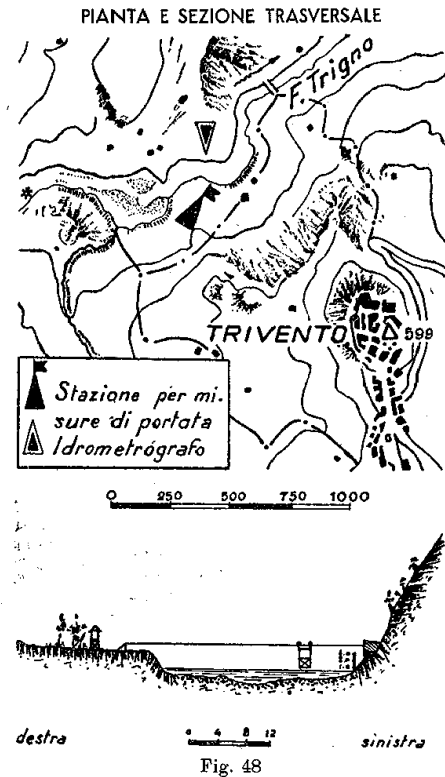 PIANTA E SEZIONE TRASVERSALE
F. Trigno
TRIVENTO
599
Stazione per mi-
sure di portata
Idrometrógrafo
0 250 500 750 1000
destra
0 4 8 12
sinistra
Fig. 48